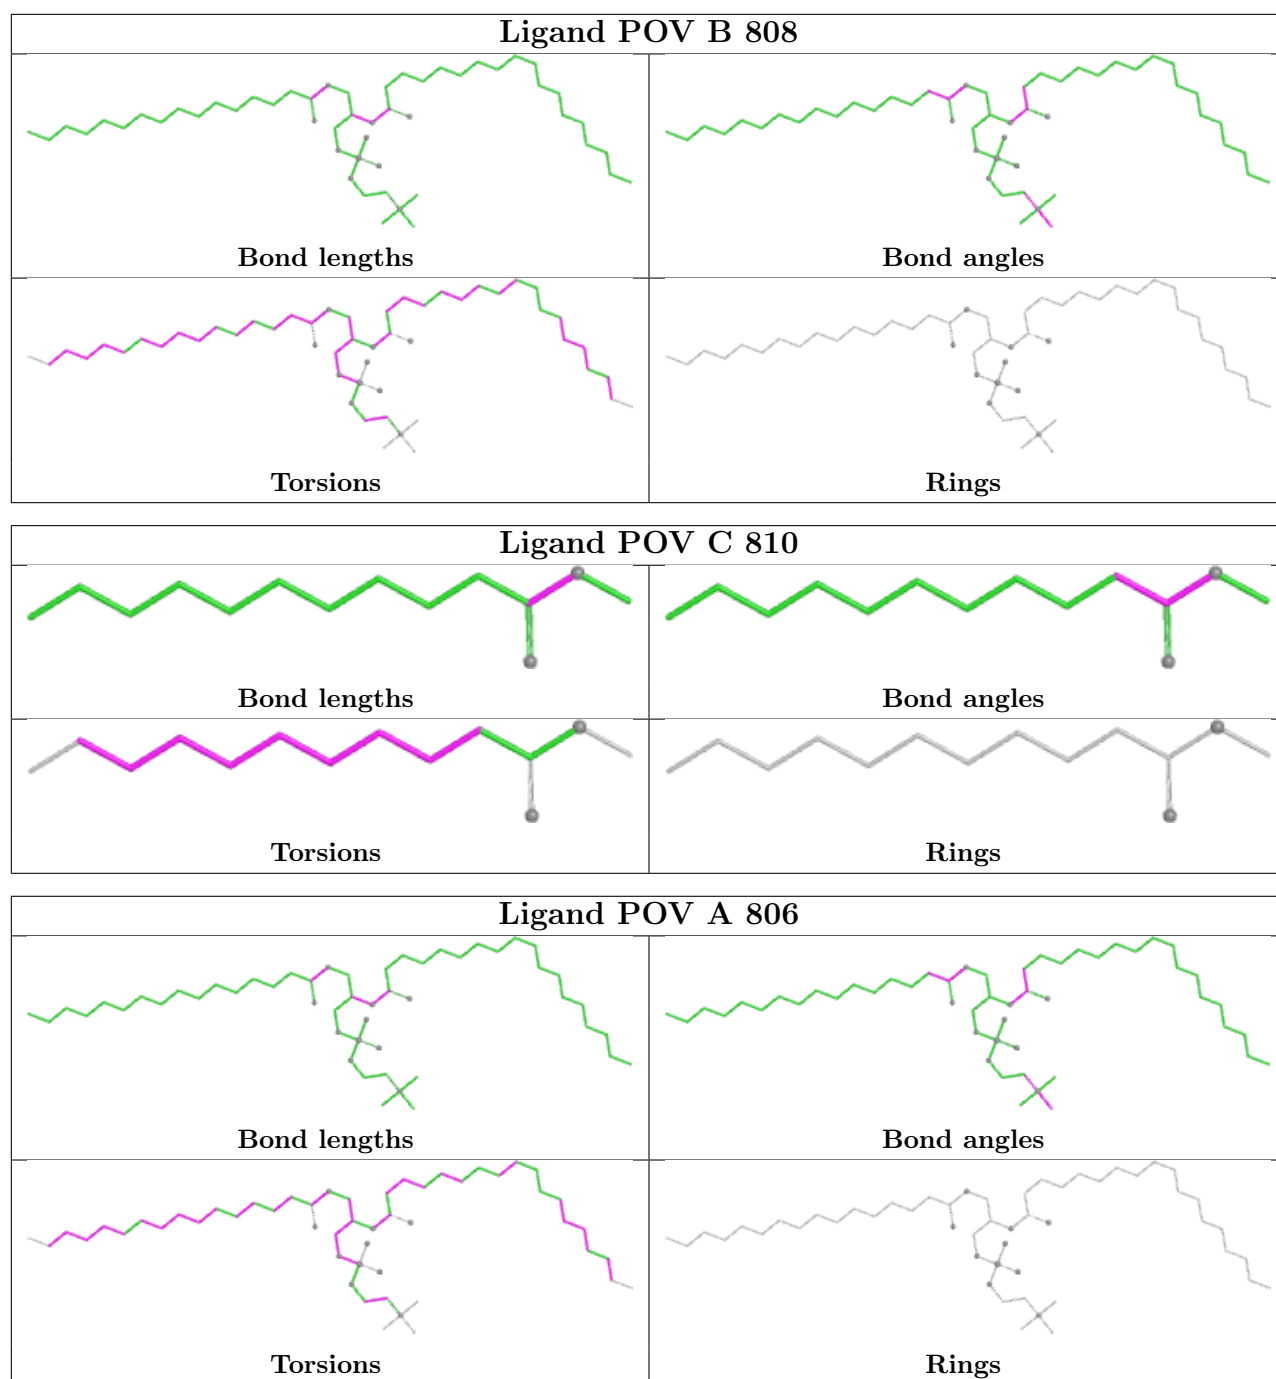 Ligand POV B 808
Bond lengths
Bond angles
Torsions
Rings
Ligand POV C 810
Bond lengths
Bond angles
Torsions
Rings
Ligand POV A 806
Bond lengths
Bond angles
Torsions
Rings